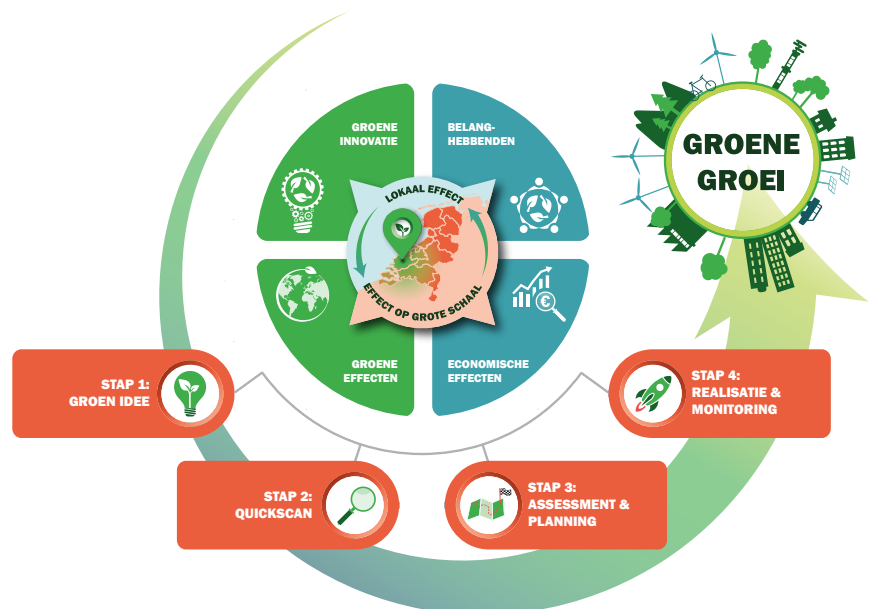 GROENE
INNOVATIE
BELANG-
HEBBENDEN
LOKAAL EFFECT
EFFECT OP GROTE SCHAAL
GROENE
EFFECTEN
ECONOMISCHE
EFFECTEN
GROENE
GROEI
STAP 1:
GROEN IDEE
STAP 2:
QUICKSCAN
STAP 3:
ASSESSMENT &
PLANNING
STAP 4:
REALISATIE &
MONITORING